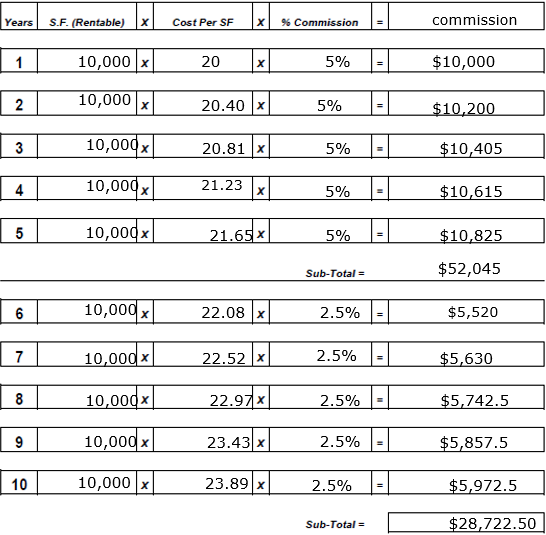 Years S.F. (Rentable) x Cost Per SF x % Commission = commission
1 10,000 x 20 x 5% = $10,000
2 10,000 x 20.40 x 5% = $10,200
3 10,000 x 20.81 x 5% = $10,405
4 10,000 x 21.23 x 5% = $10,615
5 10,000 x 21.65 x 5% = $10,825
Sub-Total = $52,045
6 10,000 x 22.08 x 2.5% = $5,520
7 10,000 x 22.52 x 2.5% = $5,630
8 10,000 x 22.97 x 2.5% = $5,742.5
9 10,000 x 23.43 x 2.5% = $5,857.5
10 10,000 x 23.89 x 2.5% = $5,972.5
Sub-Total = $28,722.50